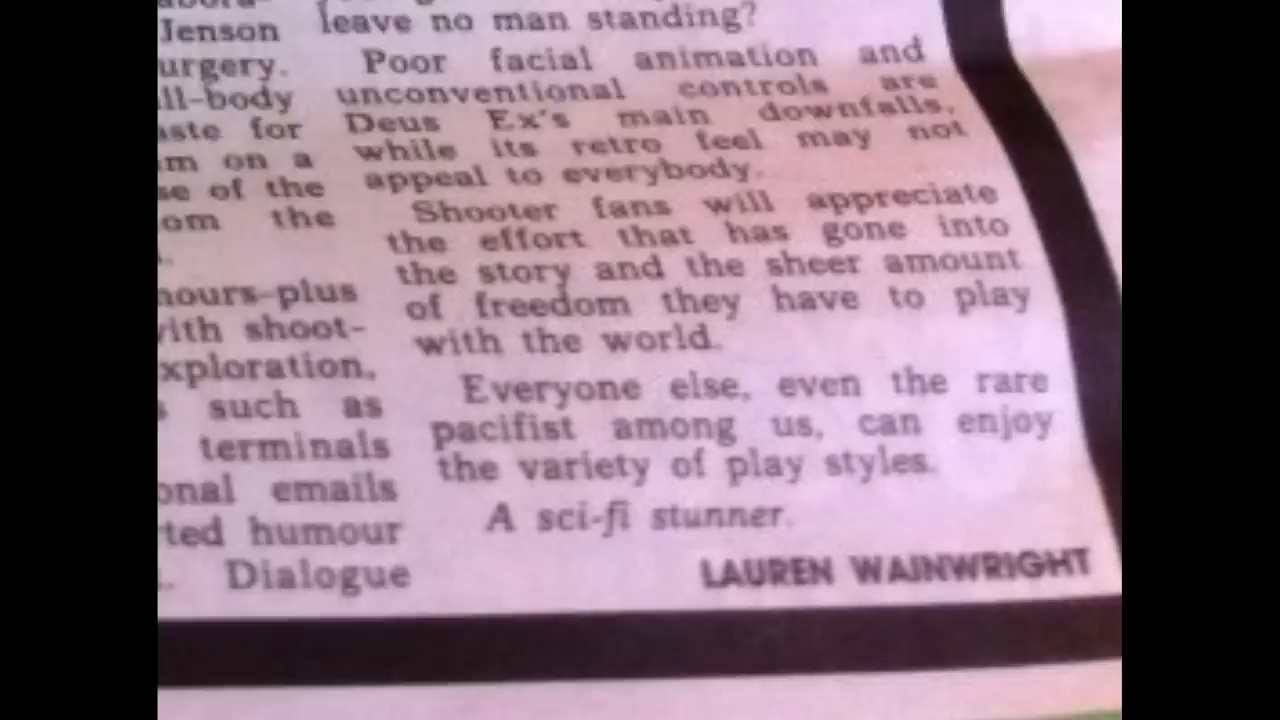 Jenson
urgery.
ll-body
aste for
m on a
se of the
om the
hours-plus
ith shoot-
xploration,
s such as
terminals
onal emails
ted humour
. Dialogue
leave no man standing?
Poor facial animation and
unconventional controls are
Deus Ex's main downfalls,
while its retro feel may not
appeal to everybody.
Shooter fans will appreciate
the effort that has gone into
the story and the sheer amount
of freedom they have to play
with the world.
Everyone else, even the rare
pacifist among us, can enjoy
the variety of play styles.
A sci-fi stunner.
LAUREN WAINWRIGHT